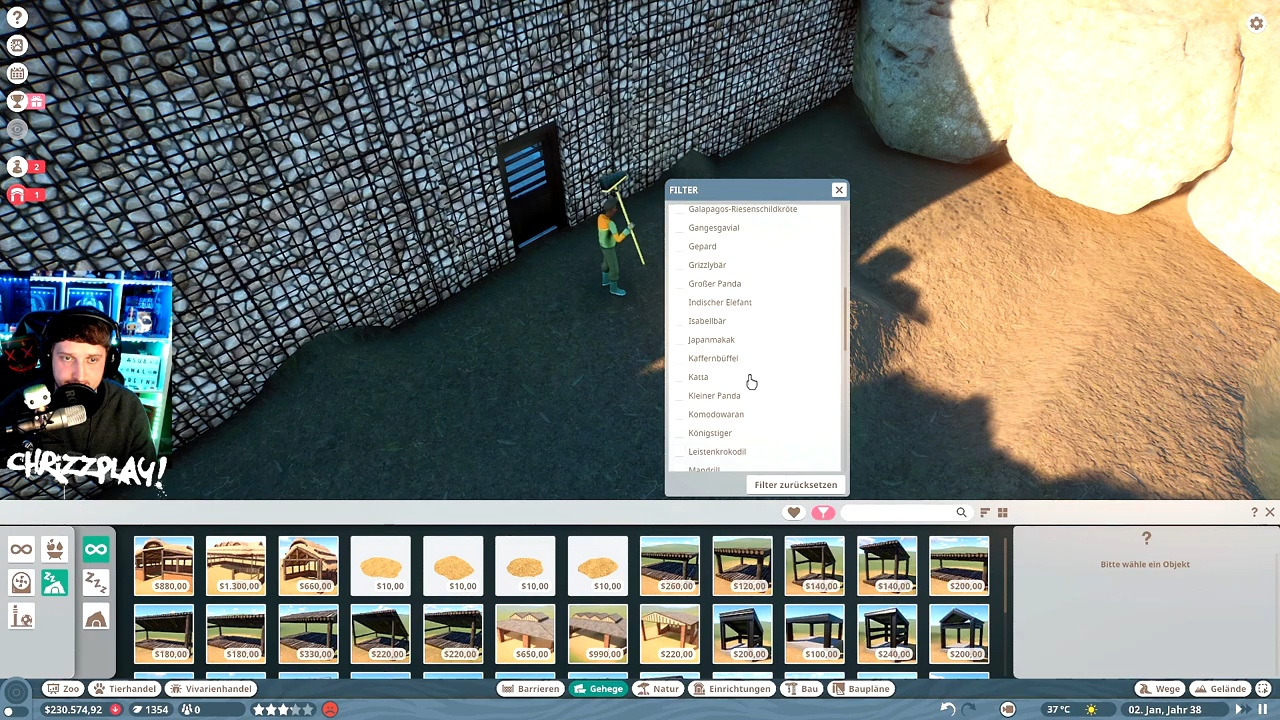 2
1
FILTER
Galapagos-Riesenschildkröte
Gangesgavial
Gepard
Grizzlybär
Großer Panda
Indischer Elefant
Isabellbär
Japanmakak
Kaffernbüffel
Katta
Kleiner Panda
Komodowaran
Königstiger
Leistenkrokodil
Mandrill
Filter zurücksetzen
CHRIZZPLAY!
$880,00 $1.300,00 $660,00 $10,00 $10,00 $10,00 $10,00 $260,00 $120,00 $140,00 $140,00 $200,00
$180,00 $180,00 $330,00 $220,00 $220,00 $650,00 $990,00 $220,00 $200,00 $100,00 $240,00 $200,00
?
Bitte wähle ein Objekt
Zoo Tierhandel Vivarienhandel Barrieren Gehege Natur Einrichtungen Bau Baupläne Wege Gelände
$230.574,92 1354 0 37 °C 02. Jan, Jahr 38